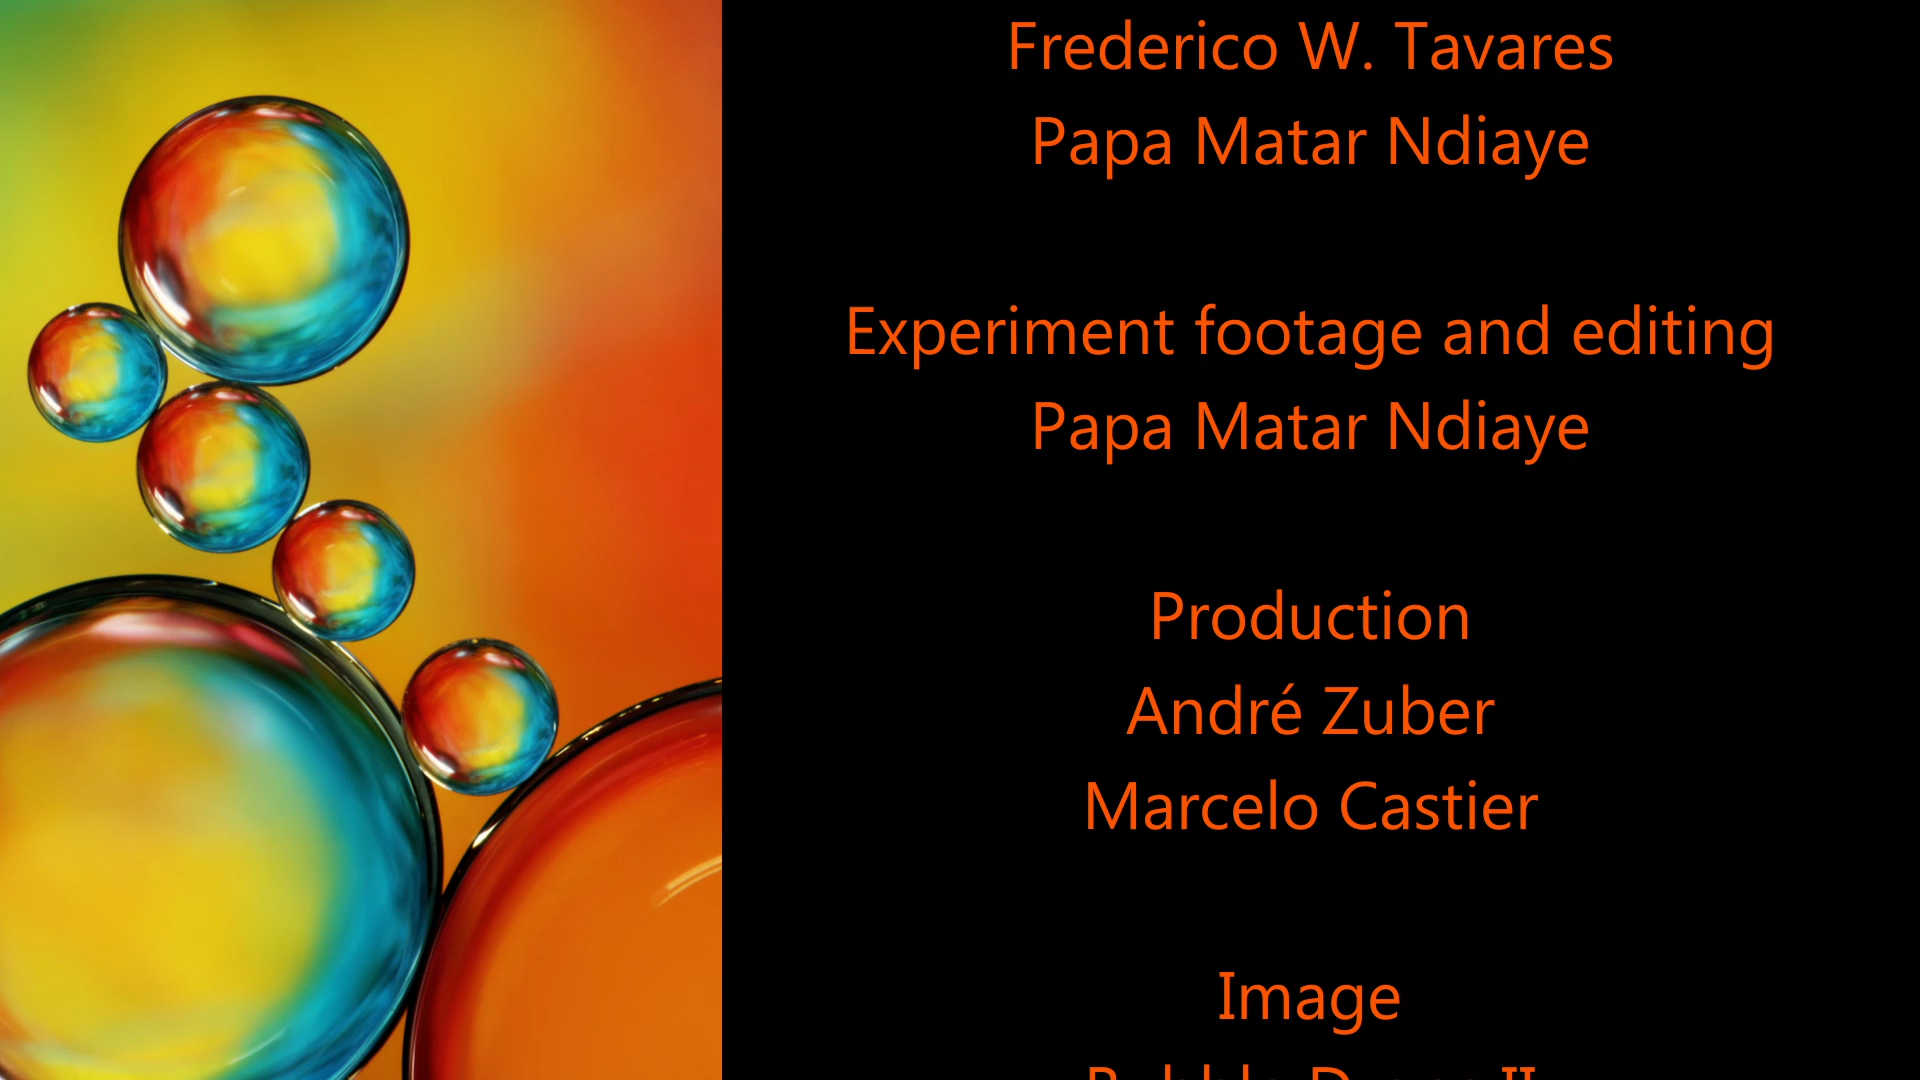 Frederico W. Tavares
Papa Matar Ndiaye
Experiment footage and editing
Papa Matar Ndiaye
Production
André Zuber
Marcelo Castier
Image